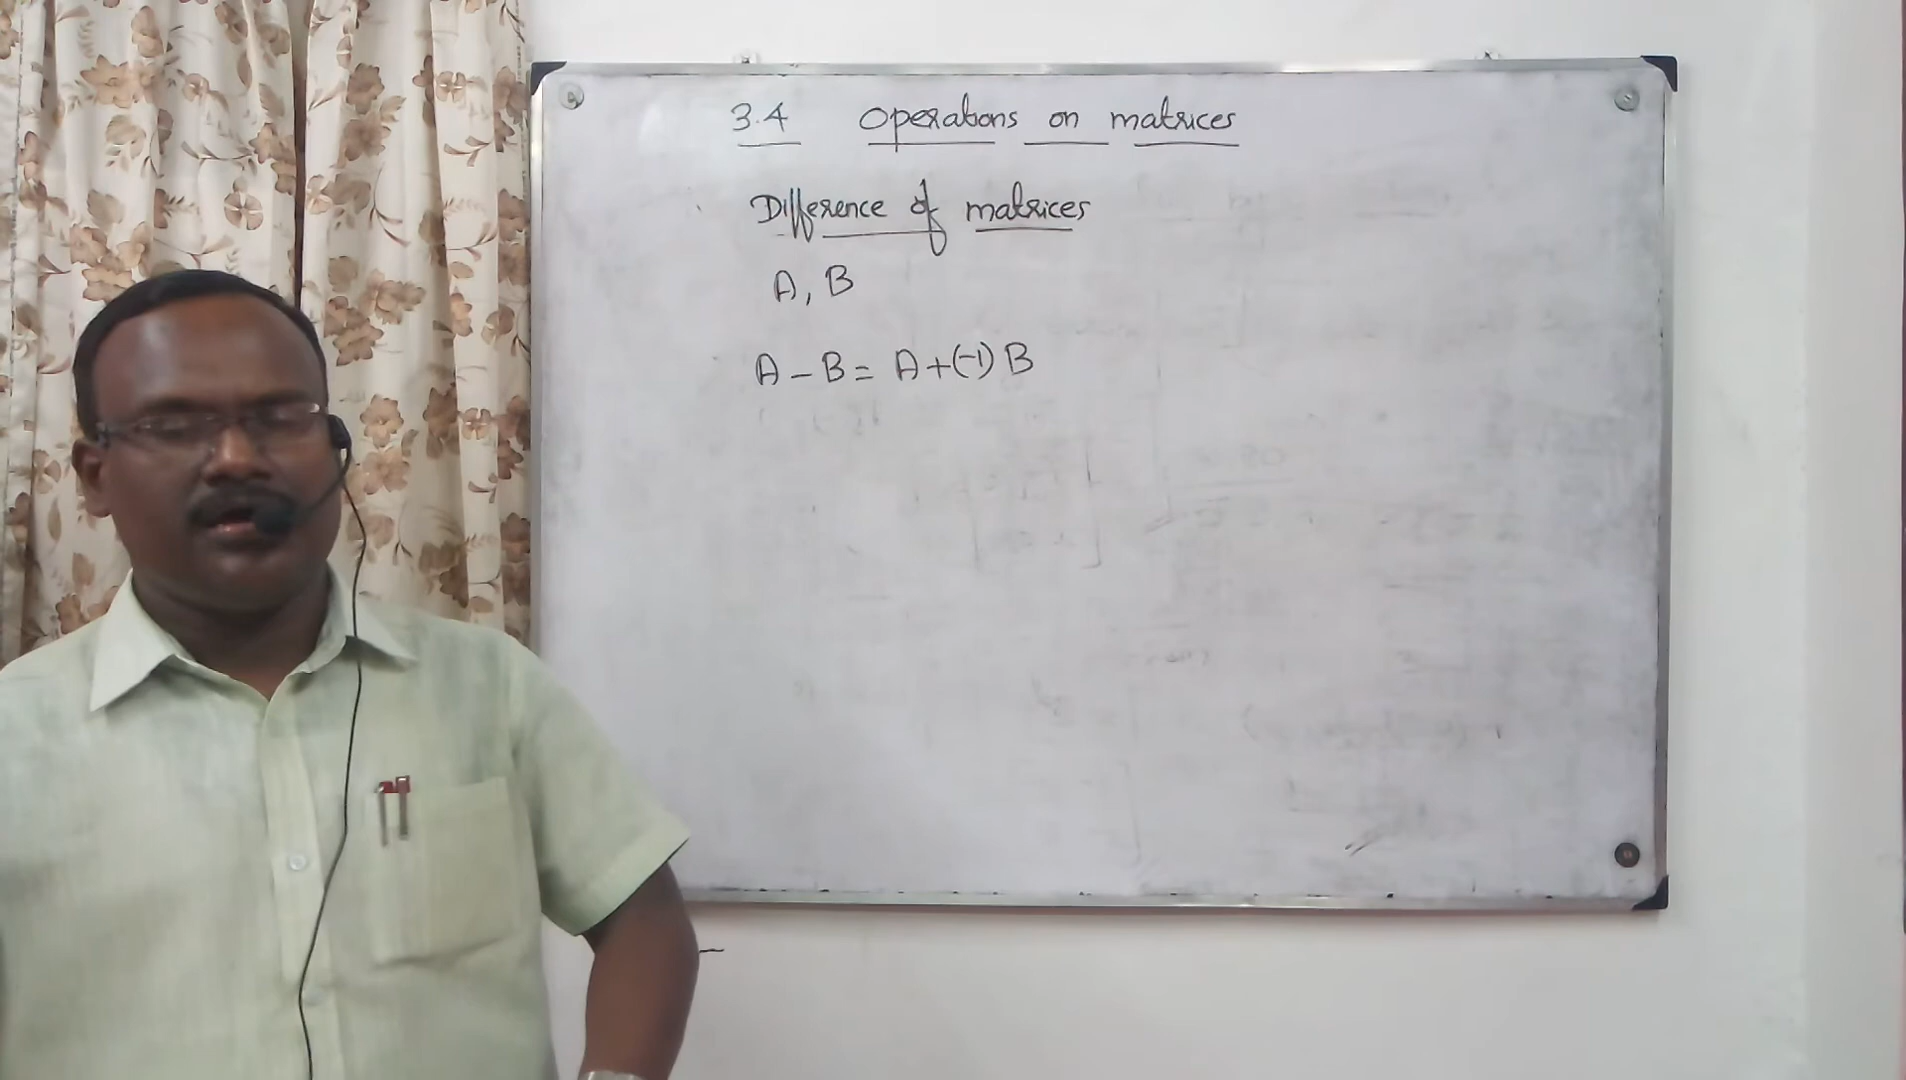 3.4 Operations on matrices
Difference of matrices
A, B
A - B = A + (-1) B